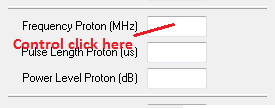 Frequency Proton (MHz)
Control click here
Pulse Length Proton (us)
Power Level Proton (dB)